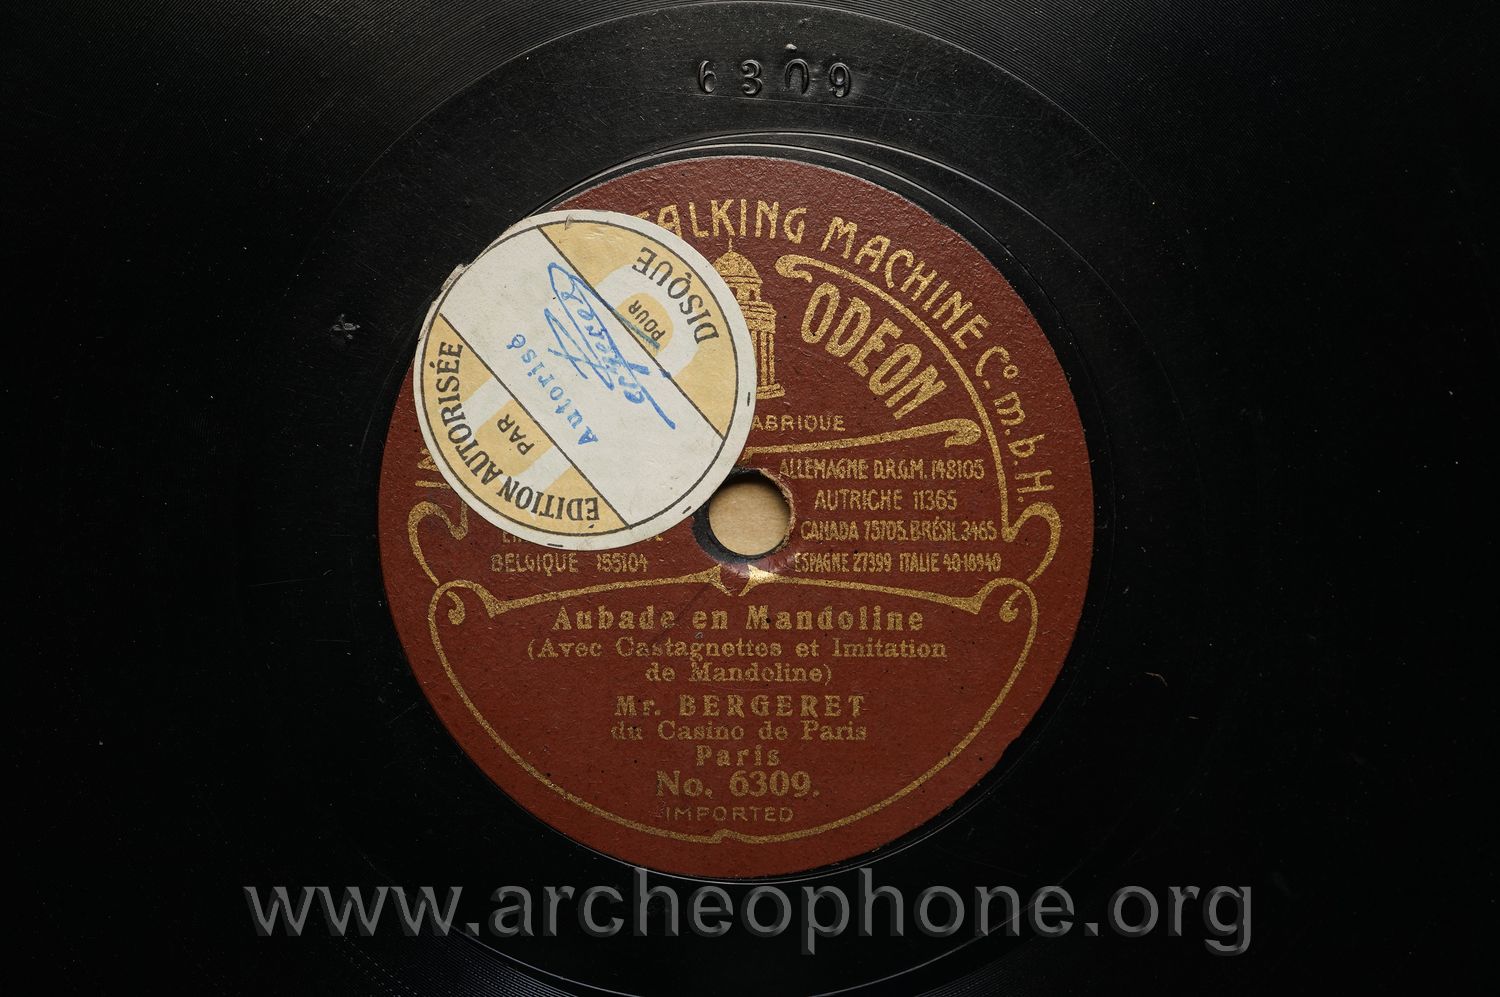 6309
TALKING MACHINE Co. m. b. H.
ODEON
DISQUE
POUR
Autorisé
ÉDITION AUTORISÉE
PAR
ABRIQUE
ALLEMAGNE D.R.G.M. 148105
AUTRICHE 11365
CANADA 75705. BRÉSIL 3465
BELGIQUE 155104
ESPAGNE 27399 ITALIE 40-18940
Aubade en Mandoline
(Avec Castagnettes et Imitation
de Mandoline)
Mr. BERGERET
du Casino de Paris
Paris
No. 6309.
IMPORTED
www.archeophone.org